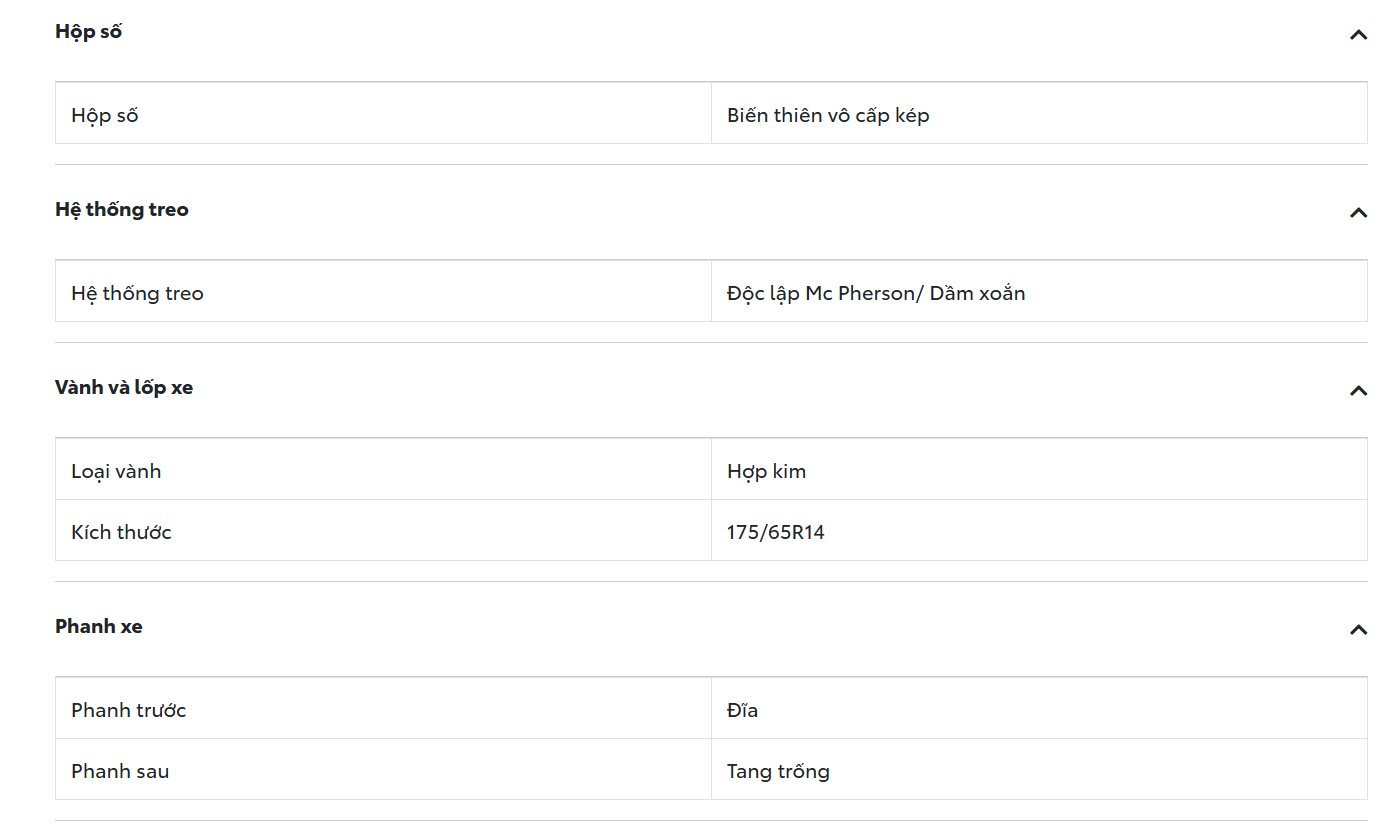 Hộp số
Hộp số Biến thiên vô cấp kép
Hệ thống treo
Hệ thống treo Độc lập Mc Pherson/ Dầm xoắn
Vành và lốp xe
Loại vành Hợp kim
Kích thước 175/65R14
Phanh xe
Phanh trước Đĩa
Phanh sau Tang trống